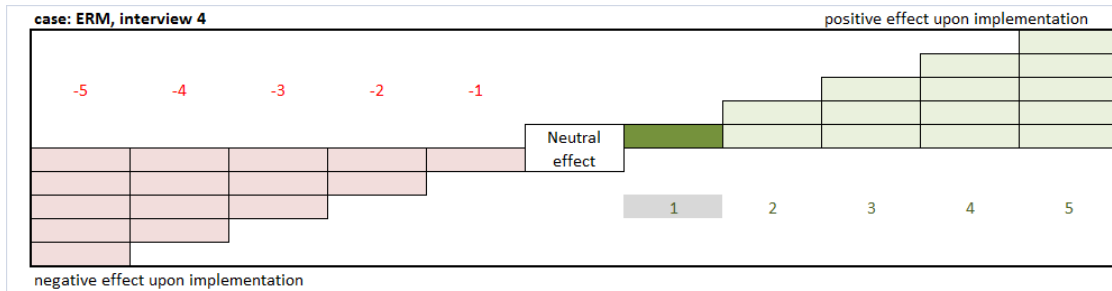 case: ERM, interview 4
positive effect upon implementation
-5 -4 -3 -2 -1
Neutral
effect
1 2 3 4 5
negative effect upon implementation